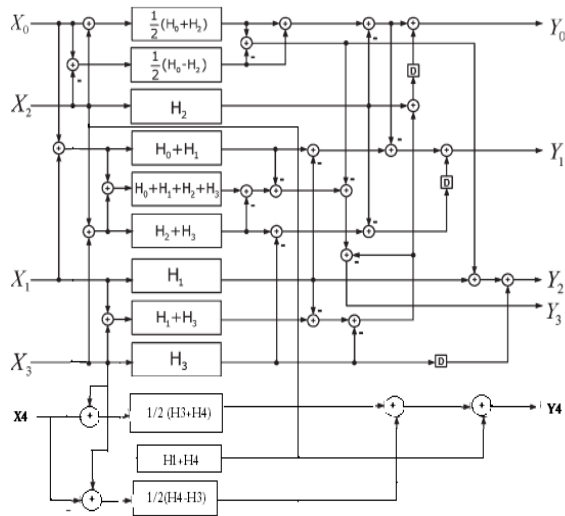 X0 1/2 (H0+H2) Y0
1/2 (H0-H2)
D
X2 H2
H0+H1 Y1
H0+H1+H2+H3
D
H2+H3
X1 H1 Y2
Y3
H1+H3
X3 H3 D
X4 1/2 (H3+H4) Y4
H1+H4
1/2(H4-H3)